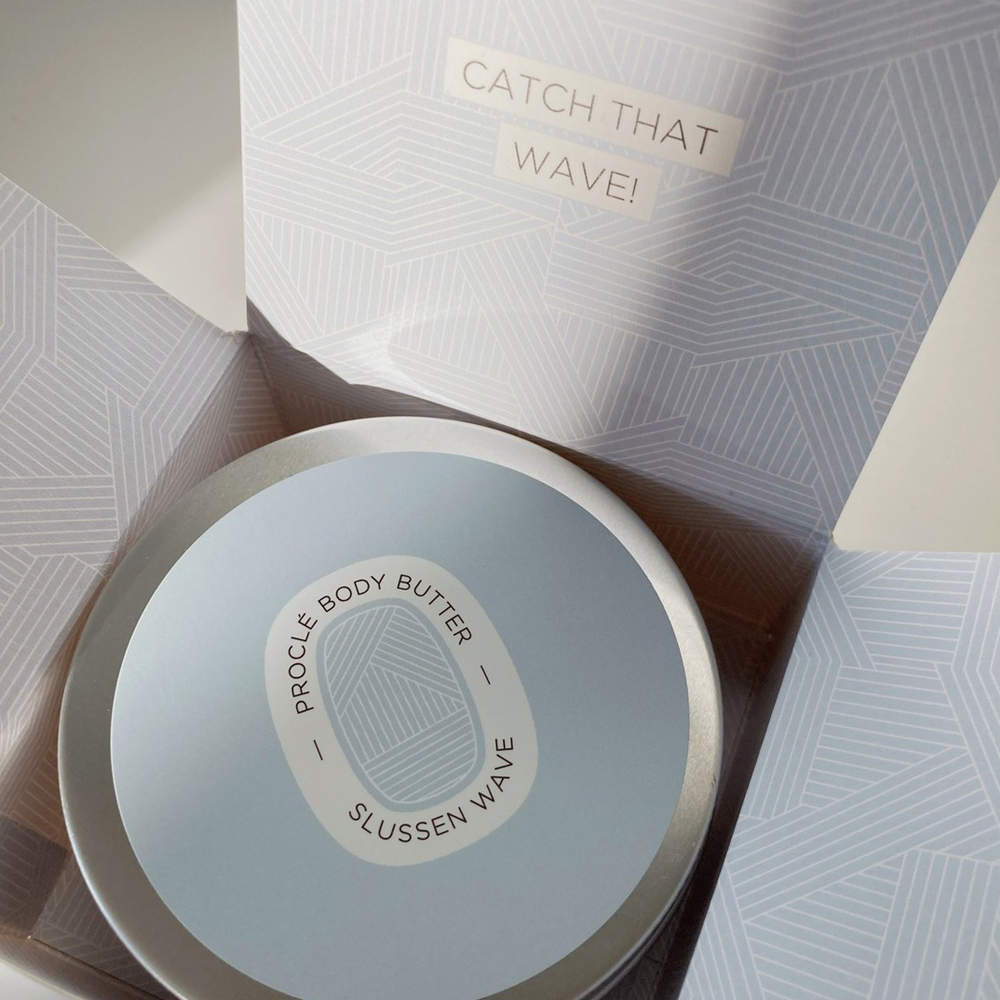 CATCH THAT
WAVE!
PROCLÉ BODY BUTTER
SLUSSEN WAVE